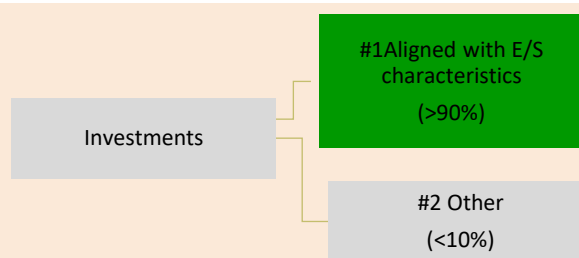 #1Aligned with E/S
characteristics
(>90%)
Investments
#2 Other
(<10%)